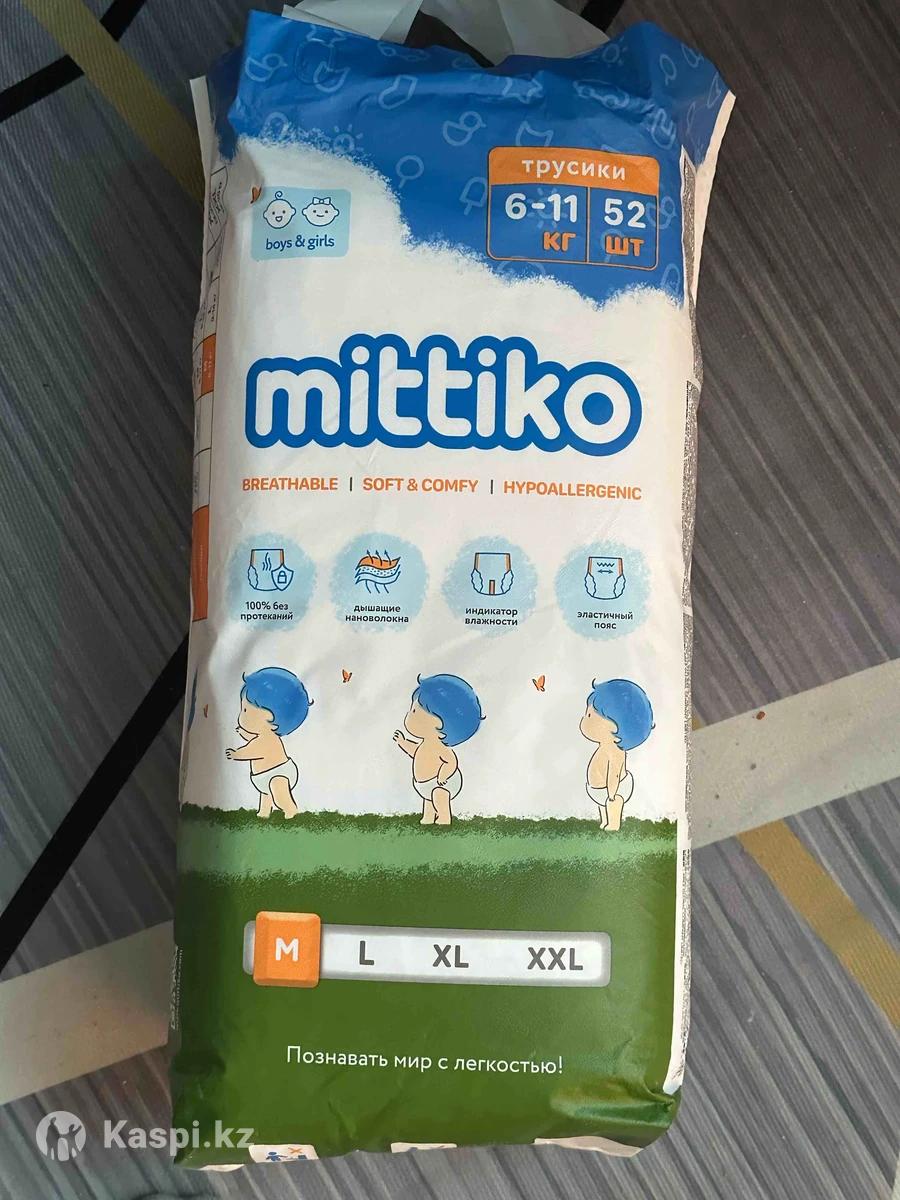 трусики
6-11 52
кг шт
boys & girls
mittiko
BREATHABLE | SOFT & COMFY | HYPOALLERGENIC
100% без
протеканий
дышащие
нановолокна
индикатор
влажности
эластичный
пояс
M L XL XXL
Познавать мир с легкостью!
Kaspi.kz